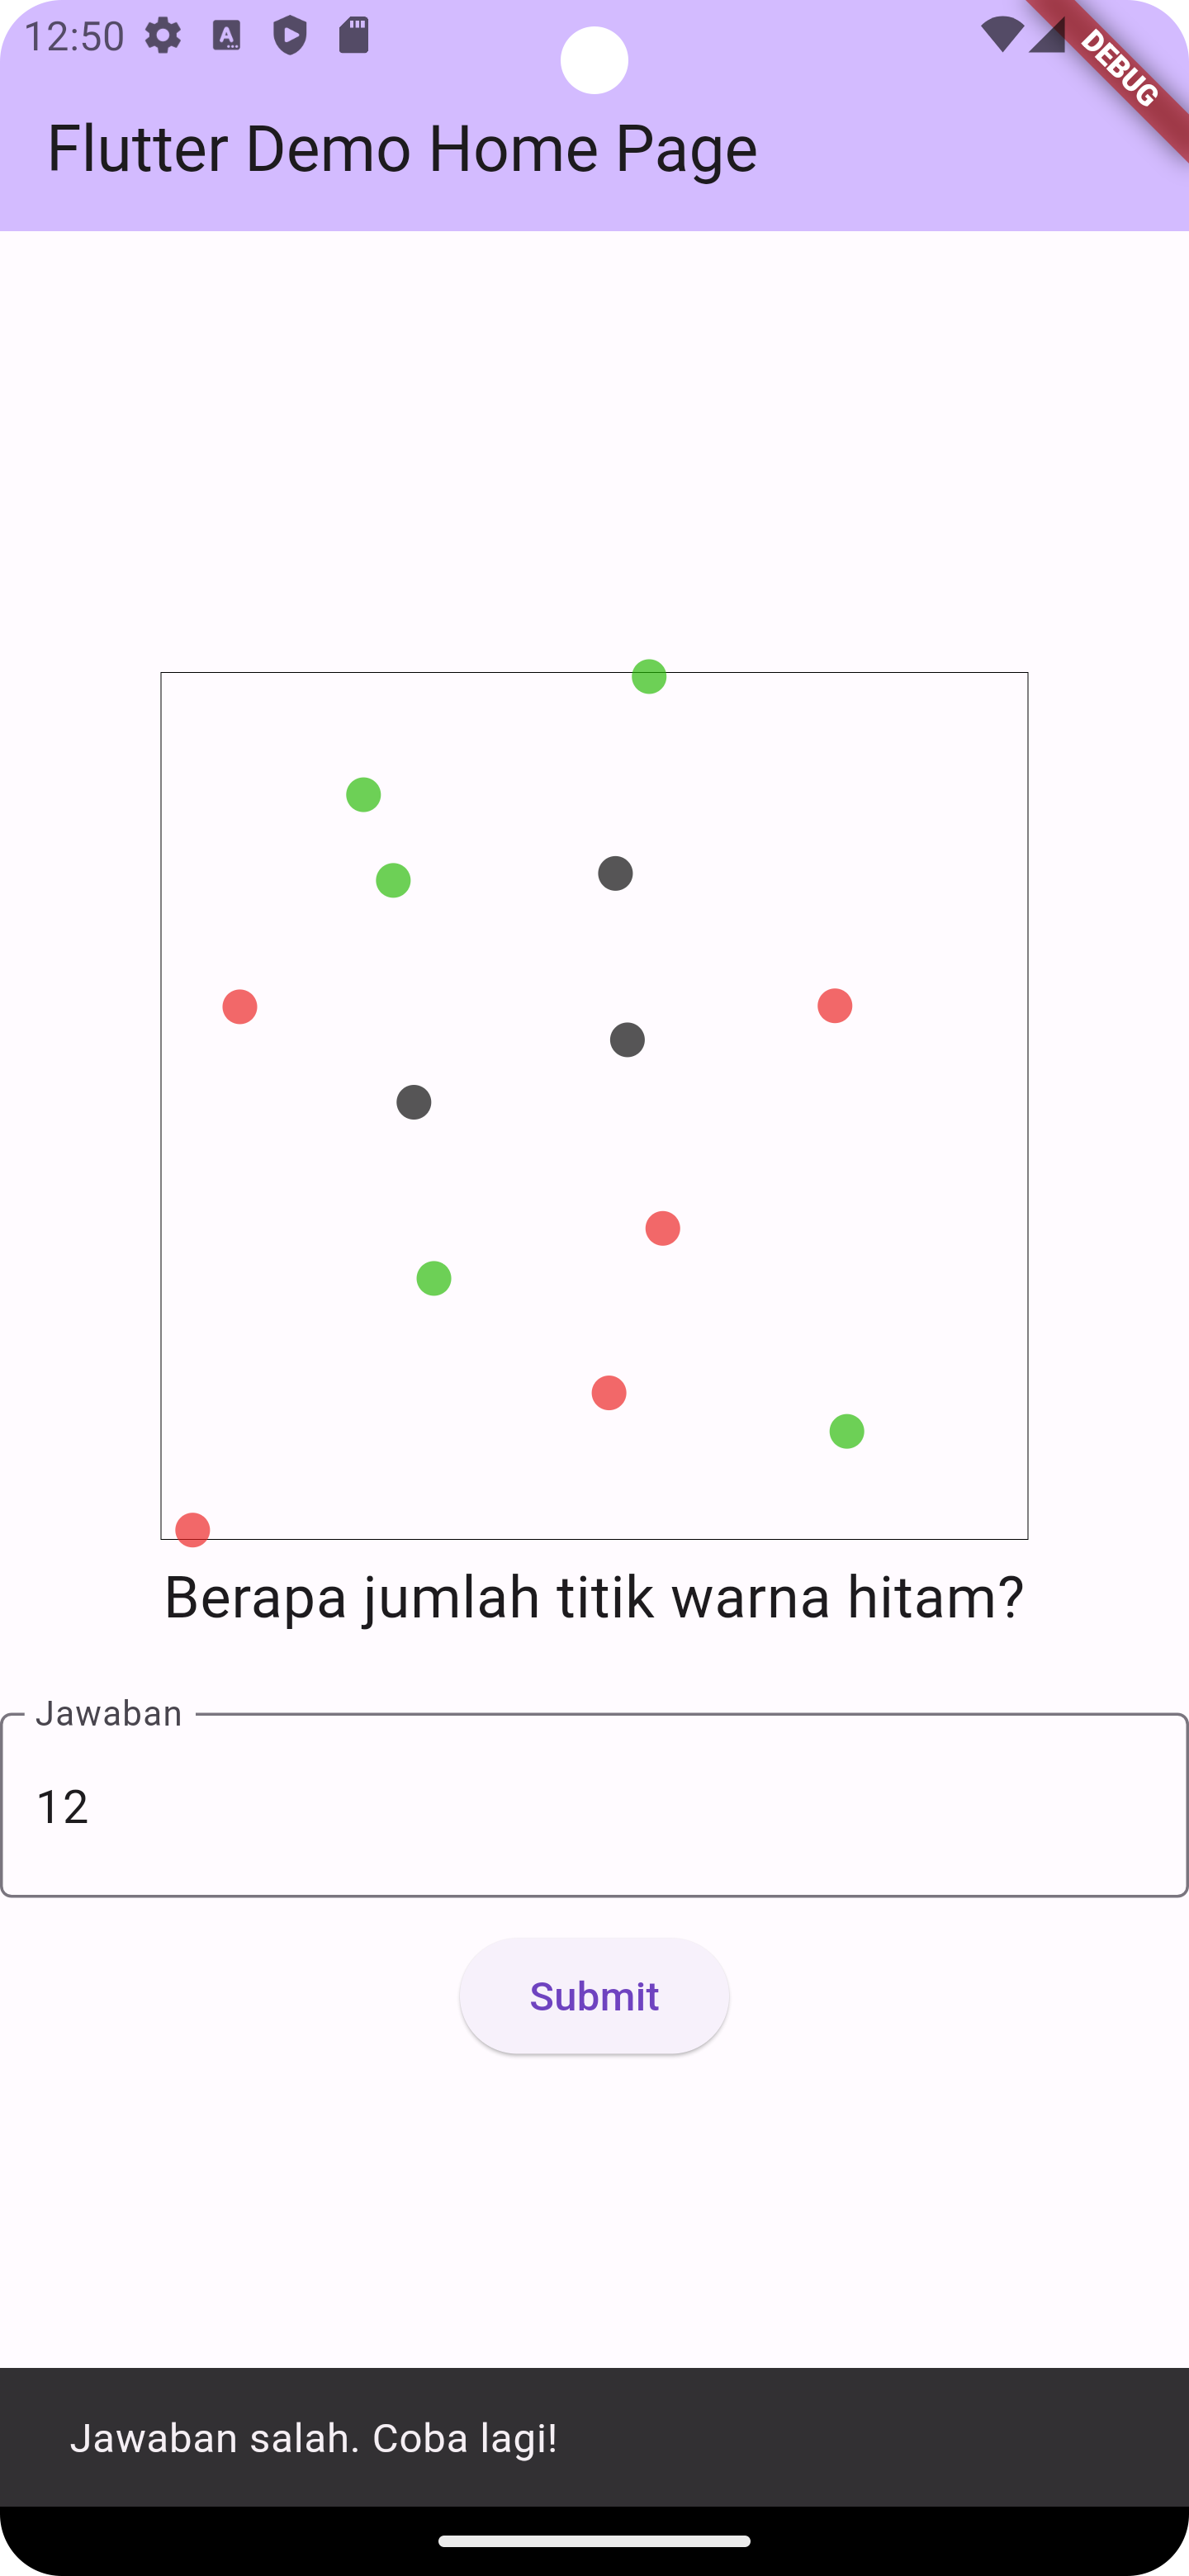 12:50
DEBUG
Flutter Demo Home Page
Berapa jumlah titik warna hitam?
Jawaban
12
Submit
Jawaban salah. Coba lagi!